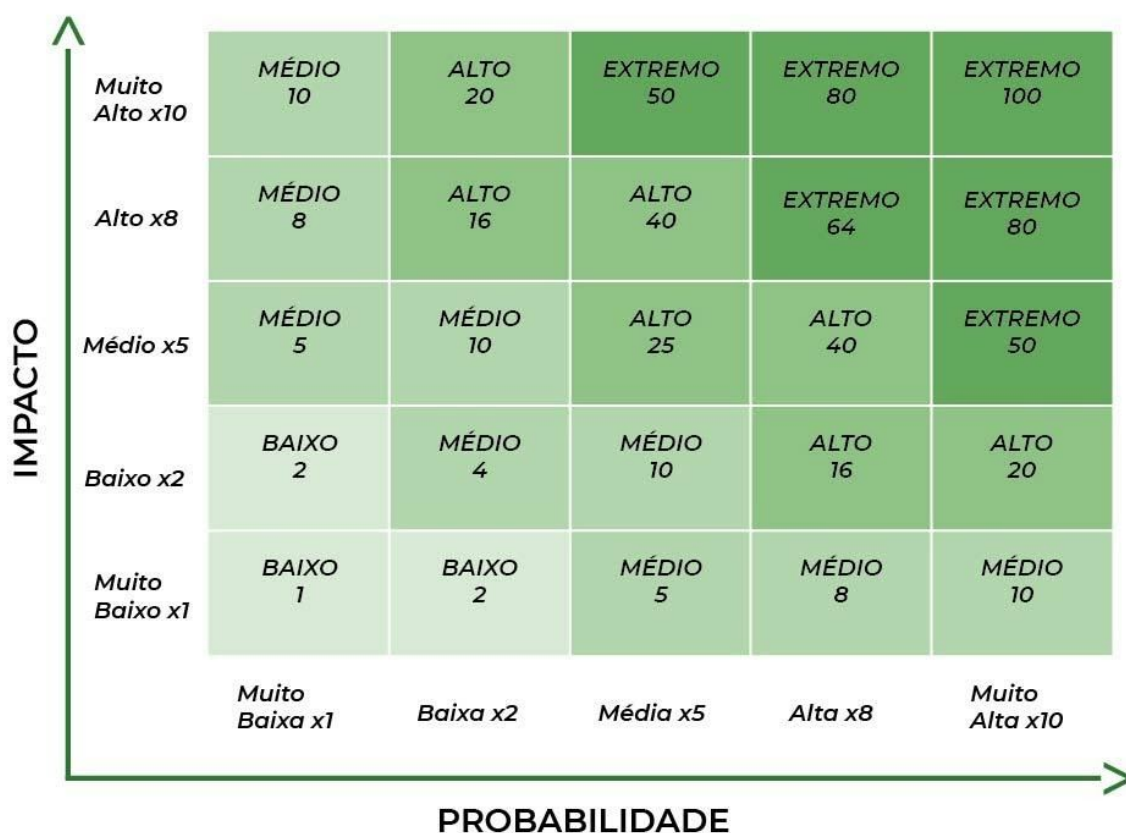 IMPACTO
Muito
Alto x10
MÉDIO
10
ALTO
20
EXTREMO
50
EXTREMO
80
EXTREMO
100
Alto x8
MÉDIO
8
ALTO
16
ALTO
40
EXTREMO
64
EXTREMO
80
Médio x5
MÉDIO
5
MÉDIO
10
ALTO
25
ALTO
40
EXTREMO
50
Baixo x2
BAIXO
2
MÉDIO
4
MÉDIO
10
ALTO
16
ALTO
20
Muito
Baixo x1
BAIXO
1
BAIXO
2
MÉDIO
5
MÉDIO
8
MÉDIO
10
Muito
Baixa x1
Baixa x2
Média x5
Alta x8
Muito
Alta x10
PROBABILIDADE